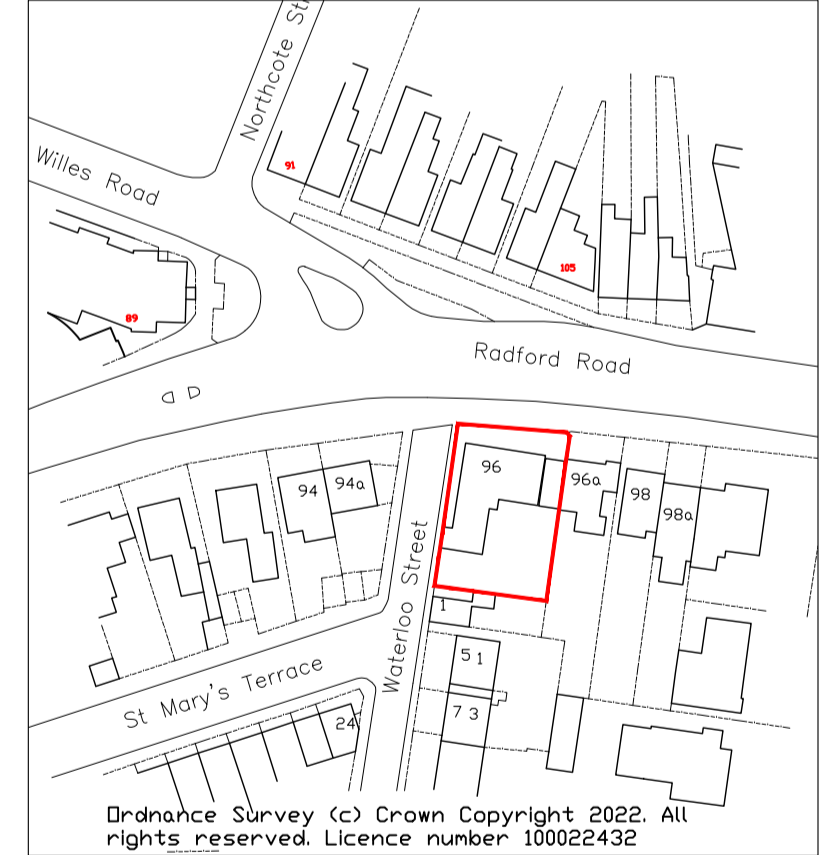 Northcote St
Willes Road
91
105
89
Radford Road
96
96a
94
94a
98
98a
Waterloo Street
1
5 1
7 3
St Mary's Terrace
24
Ordnance Survey (c) Crown Copyright 2022. All
rights reserved. Licence number 100022432